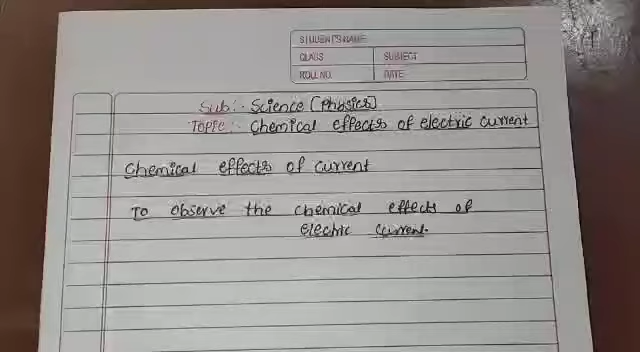 STUDENT'S NAME
CLASS SUBJECT
ROLL NO. DATE
Sub:- Science [Physics]
Topic:- Chemical effects of electric current
Chemical effects of current
To observe the chemical effects of
electric current.